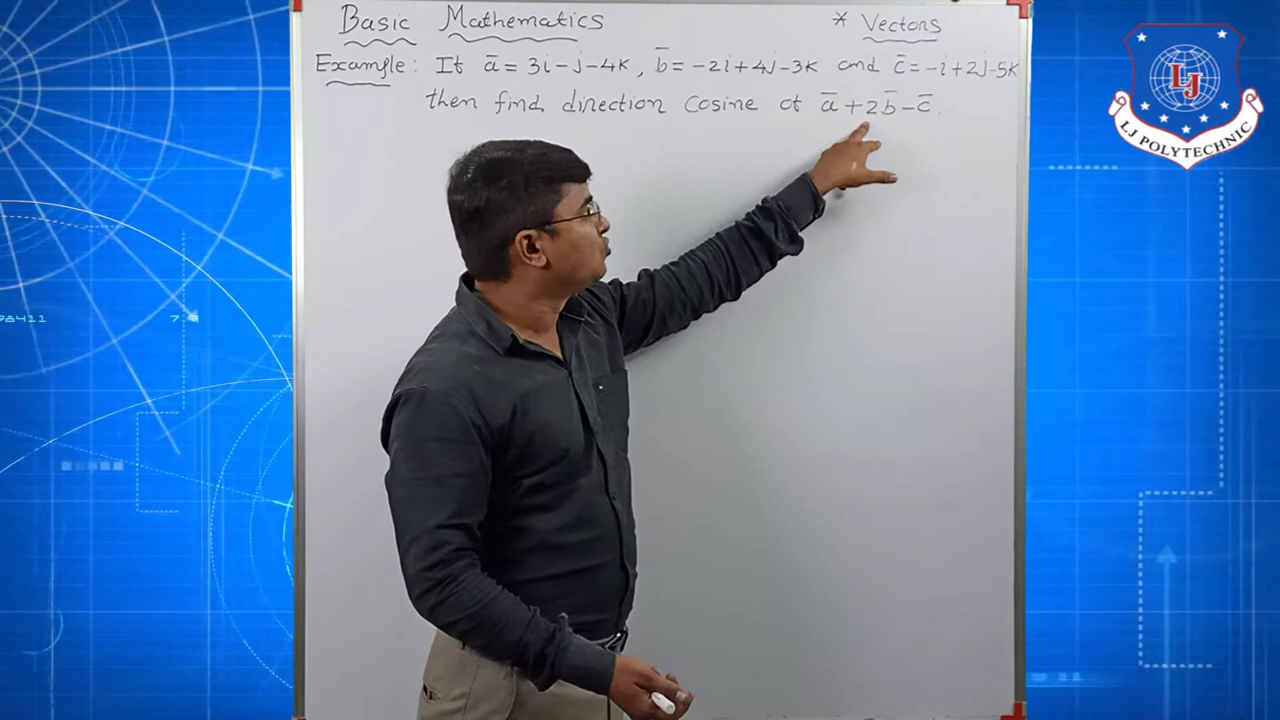 Basic Mathematics * Vectors
Example: If a̅ = 3i-j-4k, b̅ = -2i+4j-3k and c̅ = -i+2j-5k
then find direction cosine of a̅+2b̅-c̅.
LJ
LJ POLYTECHNIC
98411